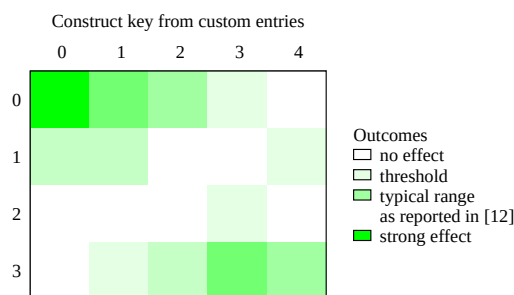 Construct key from custom entries
0 1 2 3 4
0
1
2
3
Outcomes
no effect
threshold
typical range
as reported in [12]
strong effect